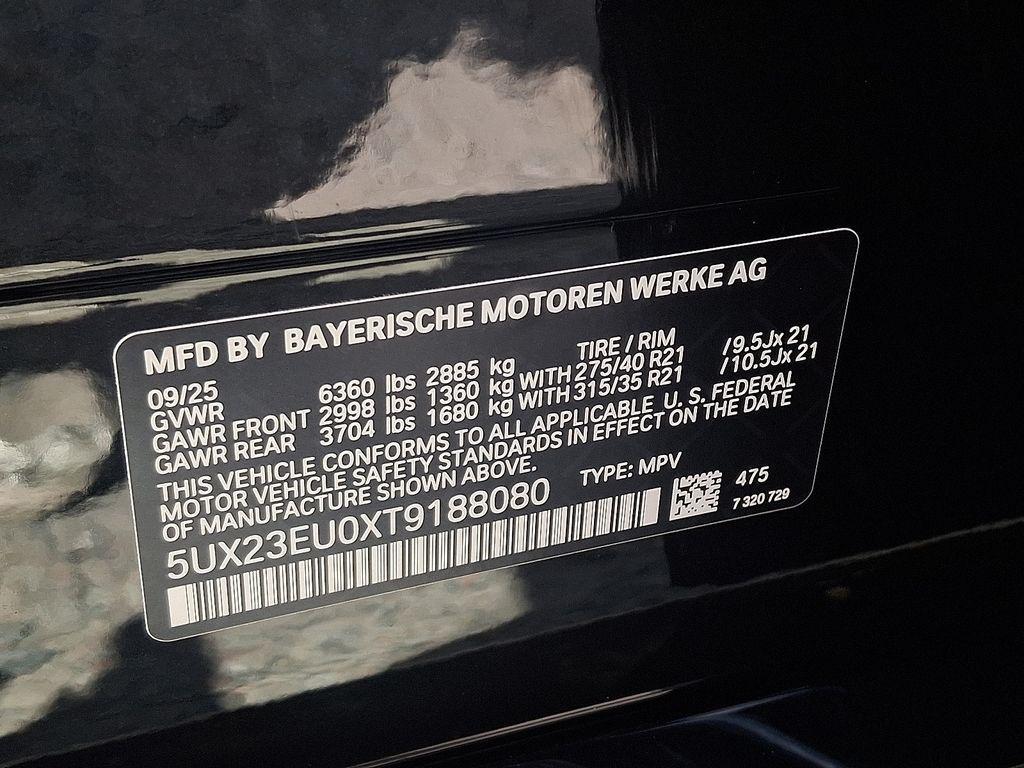 MFD BY BAYERISCHE MOTOREN WERKE AG
09/25 TIRE / RIM
GVWR 6360 lbs 2885 kg
GAWR FRONT 2998 lbs 1360 kg WITH 275/40 R21 /9.5Jx 21
GAWR REAR 3704 lbs 1680 kg WITH 315/35 R21 /10.5Jx 21
THIS VEHICLE CONFORMS TO ALL APPLICABLE U. S. FEDERAL
MOTOR VEHICLE SAFETY STANDARDS IN EFFECT ON THE DATE
OF MANUFACTURE SHOWN ABOVE.
TYPE: MPV 475
5UX23EU0XT9188080
7 320 729